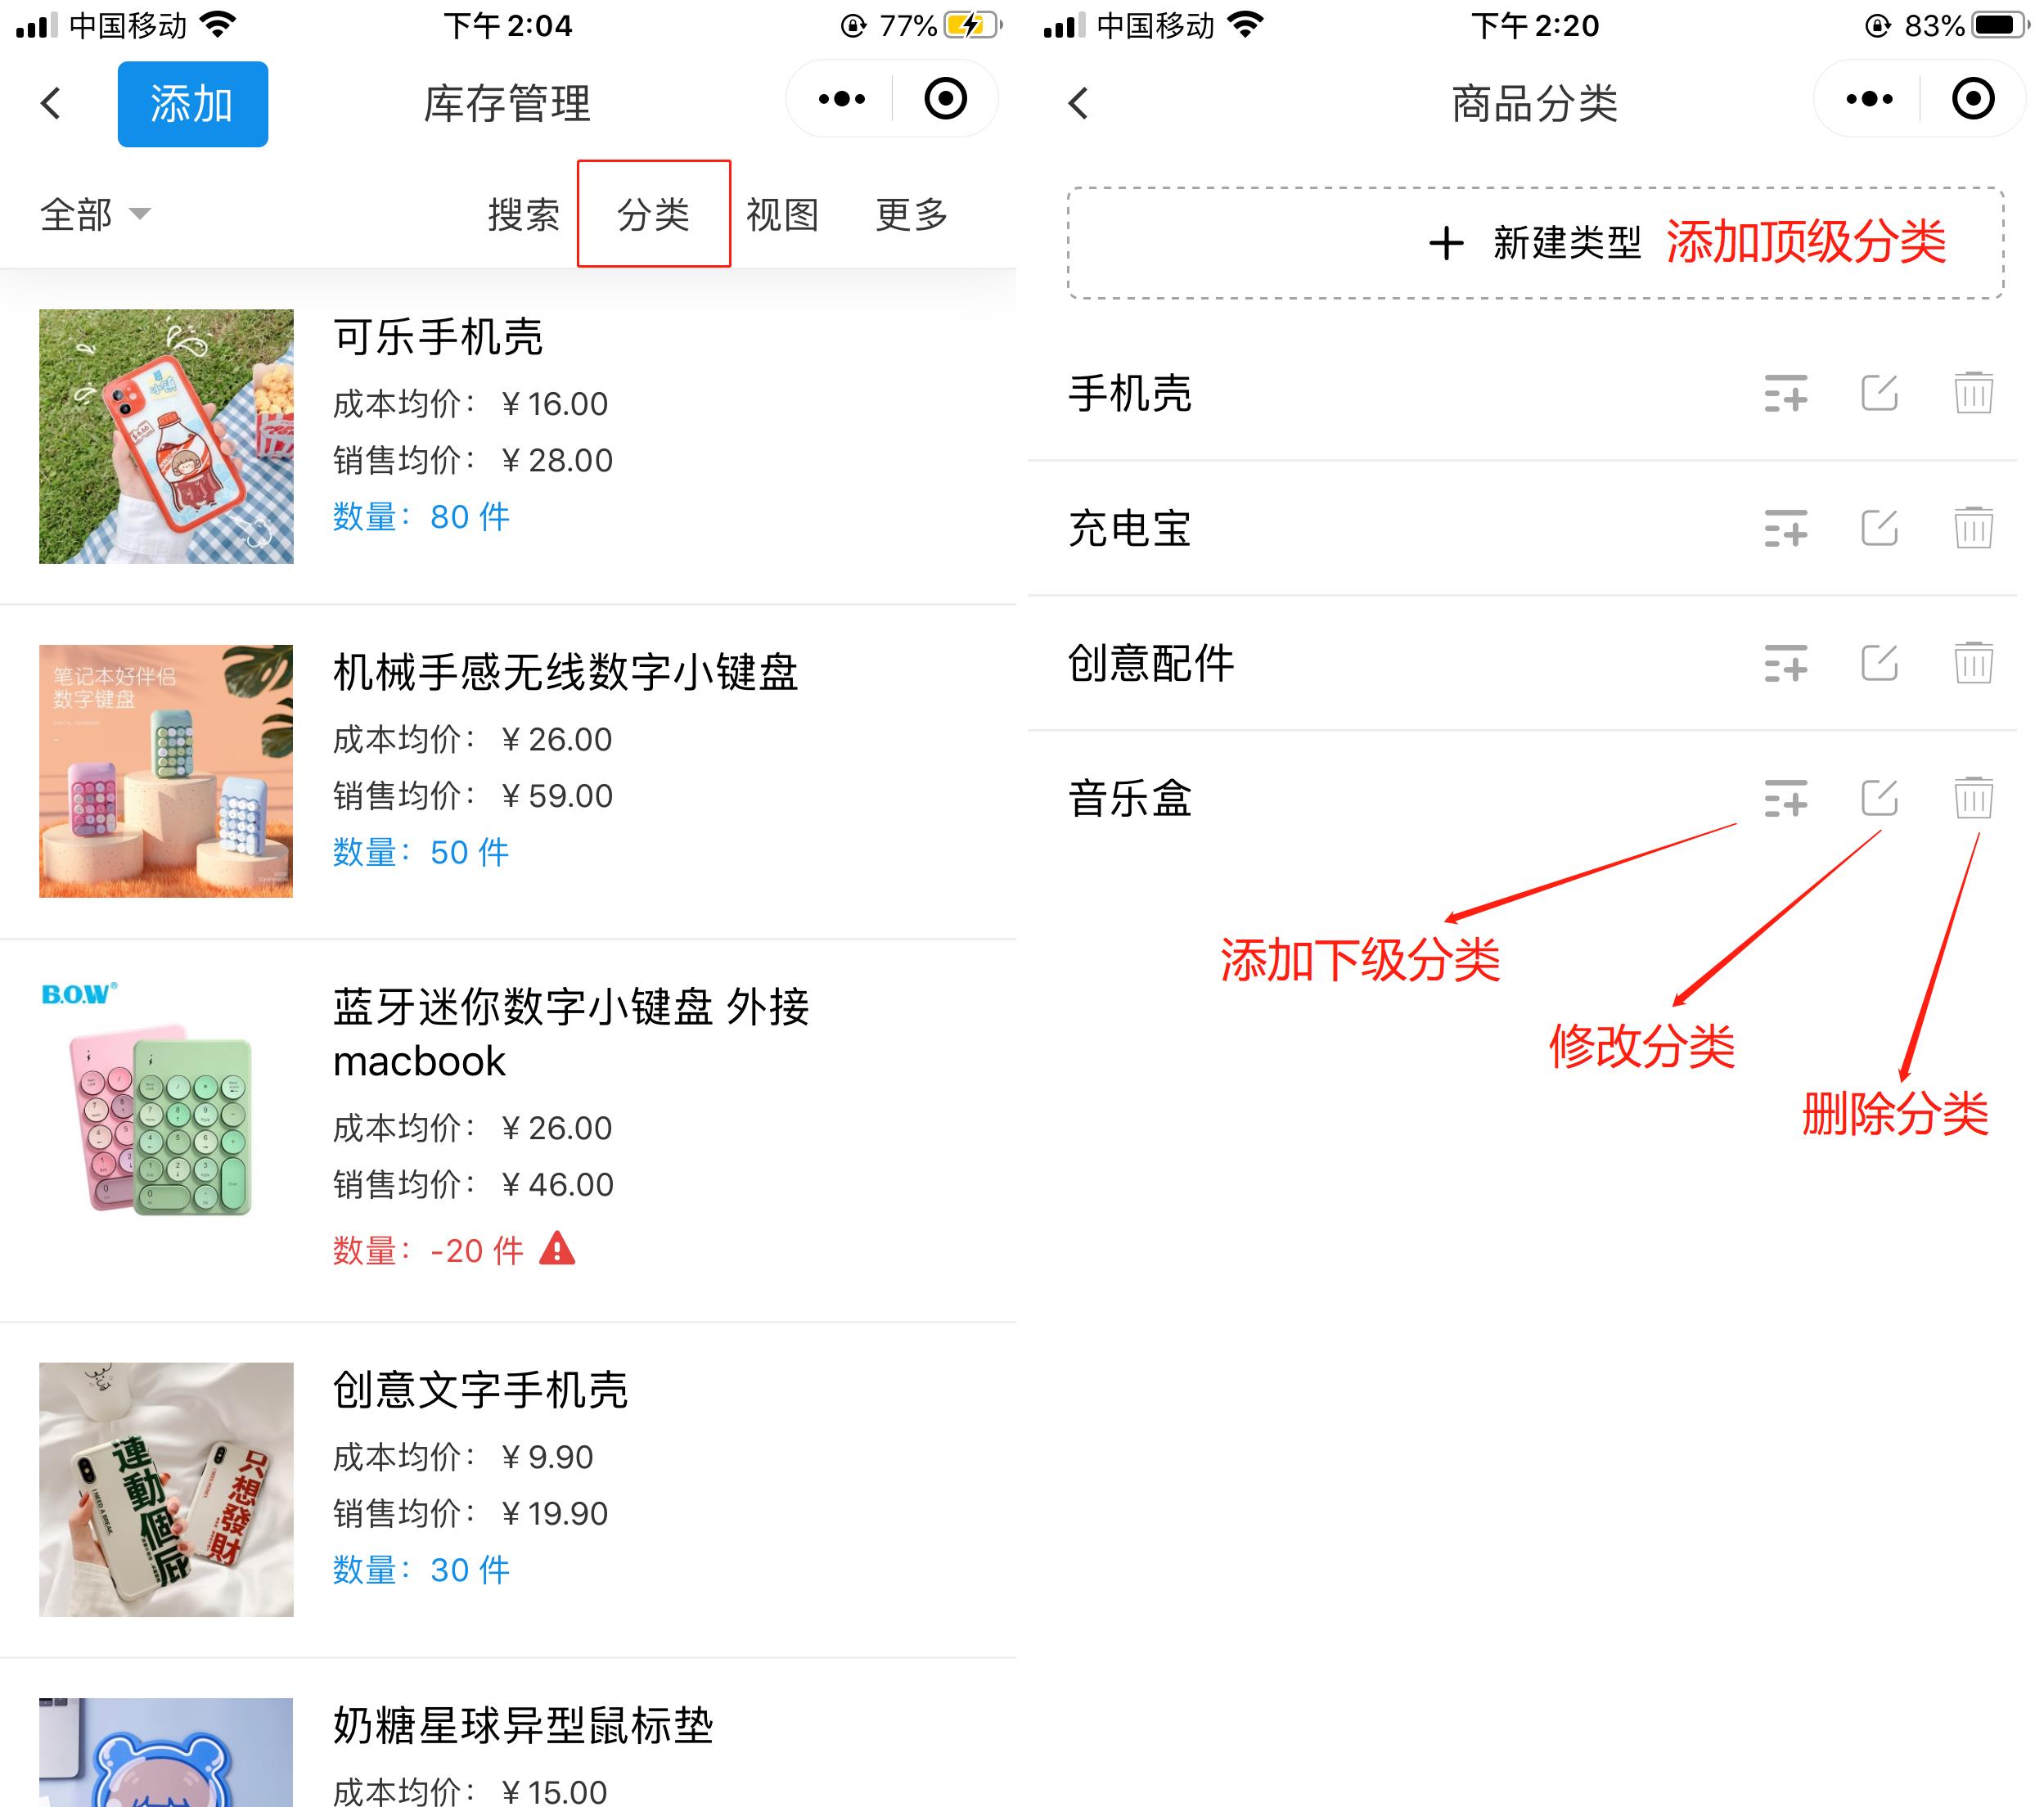 中国移动 下午 2:04 77%
添加 库存管理
全部 搜索 分类 视图 更多
可乐手机壳
成本均价： ¥ 16.00
销售均价： ¥ 28.00
数量： 80 件
笔记本好伴侣
数字键盘
机械手感无线数字小键盘
成本均价： ¥ 26.00
销售均价： ¥ 59.00
数量： 50 件
B.O.W®
蓝牙迷你数字小键盘 外接
macbook
成本均价： ¥ 26.00
销售均价： ¥ 46.00
数量： -20 件
連動個屁
I NEED A BREAK
只想發財
创意文字手机壳
成本均价： ¥ 9.90
销售均价： ¥ 19.90
数量： 30 件
奶糖星球异型鼠标垫
成本均价： ¥ 15.00
中国移动 下午 2:20 83%
商品分类
新建类型 添加顶级分类
手机壳
充电宝
创意配件
音乐盒
添加下级分类
修改分类
删除分类